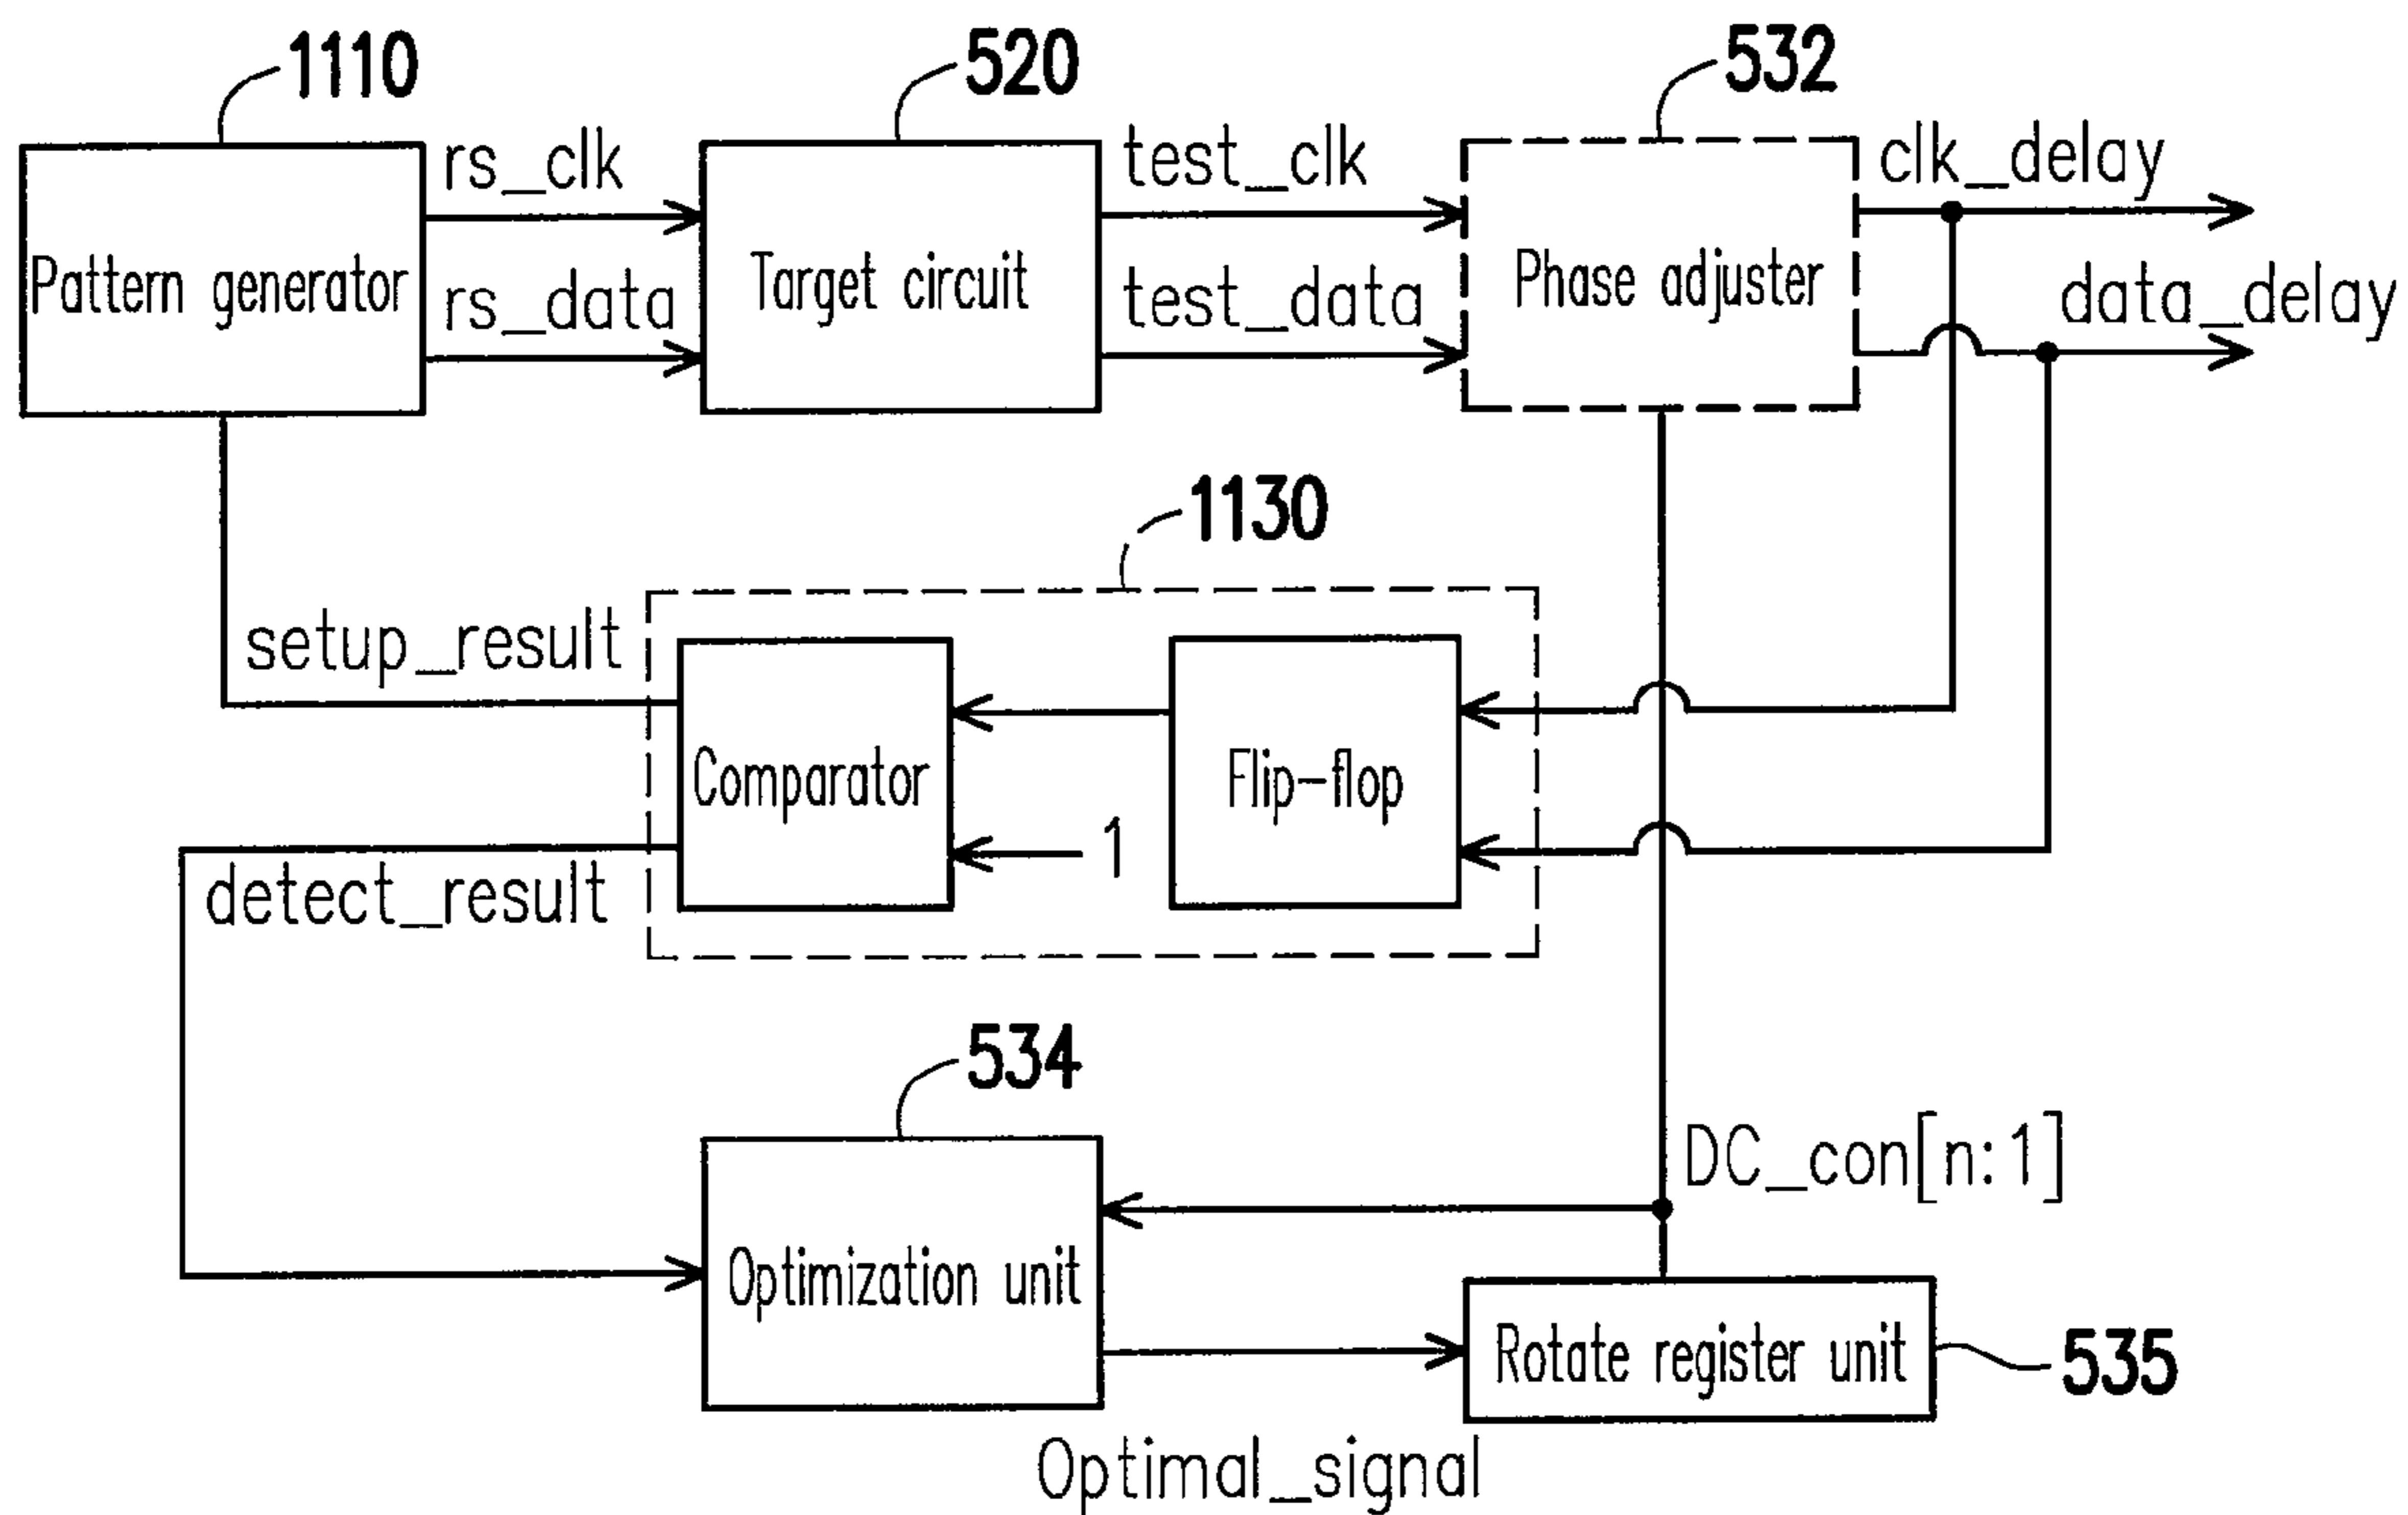 1110
520
532
rs_clk
test_clk
clk_delay
Pattern generator
Target circuit
Phase adjuster
rs_data
test_data
data_delay
1130
setup_result
Comparator
Flip-flop
1
detect_result
534
DC_con[n:1]
Optimization unit
Rotate register unit
535
Optimal_signal